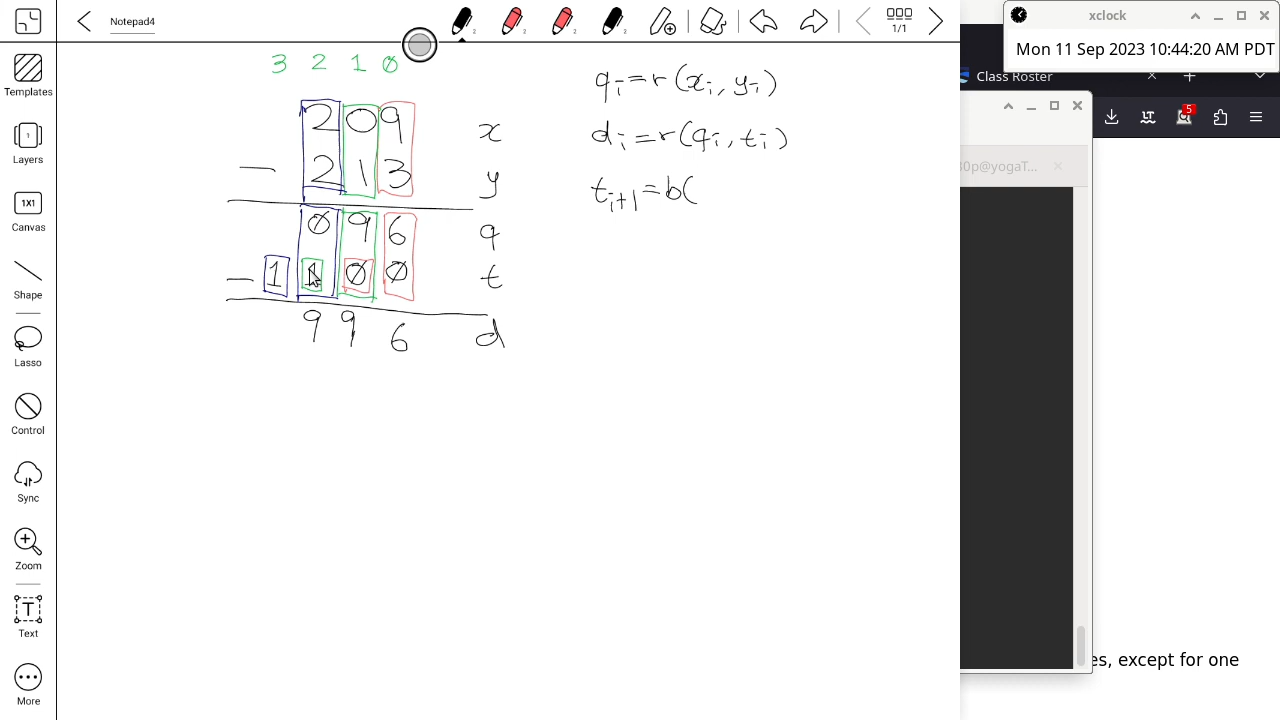 Notepad4
1/1
xclock
Mon 11 Sep 2023 10:44:20 AM PDT
Class Roster
5
30p@yogaT...
Templates
Layers
1X1
Canvas
Shape
Lasso
Control
Sync
Zoom
Text
More
3 2 1 0
2 0 9 x
— 2 1 3 y
0 9 6 q
— 1 1 0 0 t
9 9 6 d
qᵢ = r(xᵢ, yᵢ)
dᵢ = r(qᵢ, tᵢ)
tᵢ₊₁ = b(
es, except for one